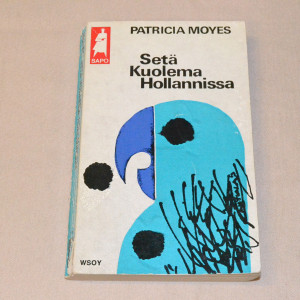 SAPO
PATRICIA MOYES
Setä
Kuolema
Hollannissa
WSOY